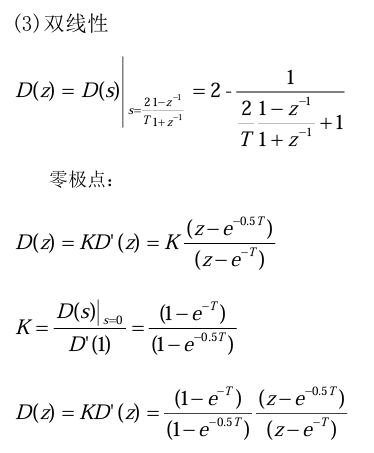 (3) 双线性
D(z) = D(s)|_{s=\frac{2}{T}\frac{1-z^{-1}}{1+z^{-1}}} = 2 - \frac{1}{\frac{2}{T}\frac{1-z^{-1}}{1+z^{-1}}+1}
零极点：
D(z) = KD'(z) = K\frac{(z-e^{-0.5T})}{(z-e^{-T})}
K = \frac{D(s)|_{s=0}}{D'(1)} = \frac{(1-e^{-T})}{(1-e^{-0.5T})}
D(z) = KD'(z) = \frac{(1-e^{-T})}{(1-e^{-0.5T})}\frac{(z-e^{-0.5T})}{(z-e^{-T})}